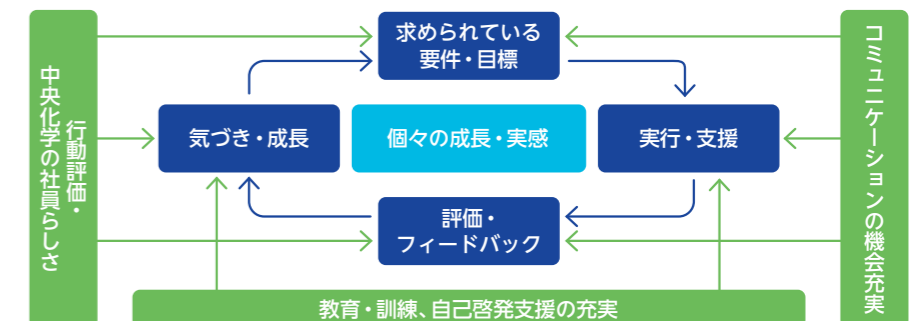 求められている
要件・目標
行動評価・
中央化学の社員らしさ
気づき・成長
個々の成長・実感
実行・支援
コミュニケーションの機会充実
評価・
フィードバック
教育・訓練、自己啓発支援の充実